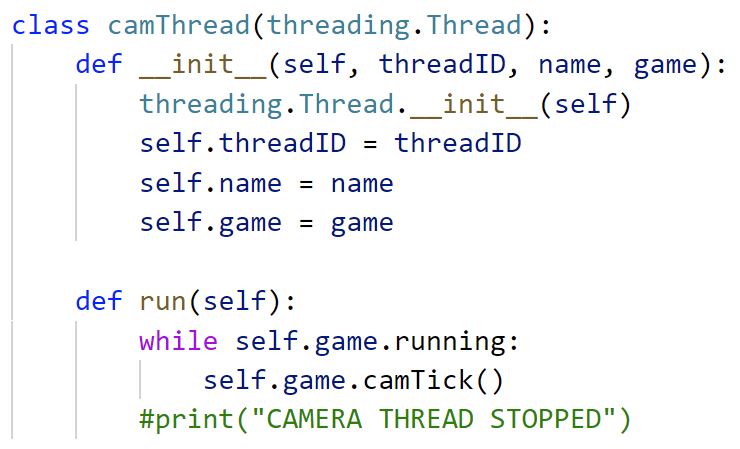 class camThread(threading.Thread):
    def __init__(self, threadID, name, game):
        threading.Thread.__init__(self)
        self.threadID = threadID
        self.name = name
        self.game = game

    def run(self):
        while self.game.running:
            self.game.camTick()
        #print("CAMERA THREAD STOPPED")